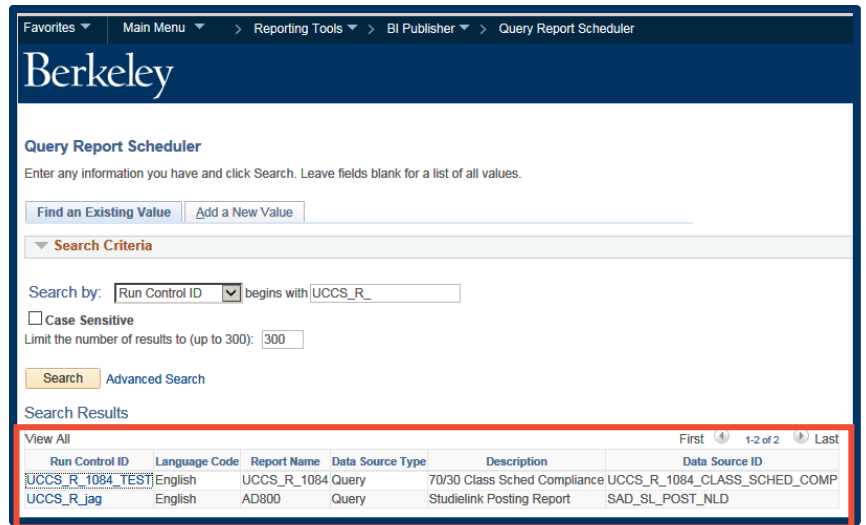 Favorites Main Menu > Reporting Tools > BI Publisher > Query Report Scheduler
Berkeley
Query Report Scheduler
Enter any information you have and click Search. Leave fields blank for a list of all values.
Find an Existing Value Add a New Value
Search Criteria
Search by: Run Control ID begins with UCCS_R_
Case Sensitive
Limit the number of results to (up to 300): 300
Search Advanced Search
Search Results
View All First 1-2 of 2 Last
Run Control ID Language Code Report Name Data Source Type Description Data Source ID
UCCS_R_1084_TEST English UCCS_R_1084 Query 70/30 Class Sched Compliance UCCS_R_1084_CLASS_SCHED_COMP
UCCS_R_jag English AD800 Query Studielink Posting Report SAD_SL_POST_NLD